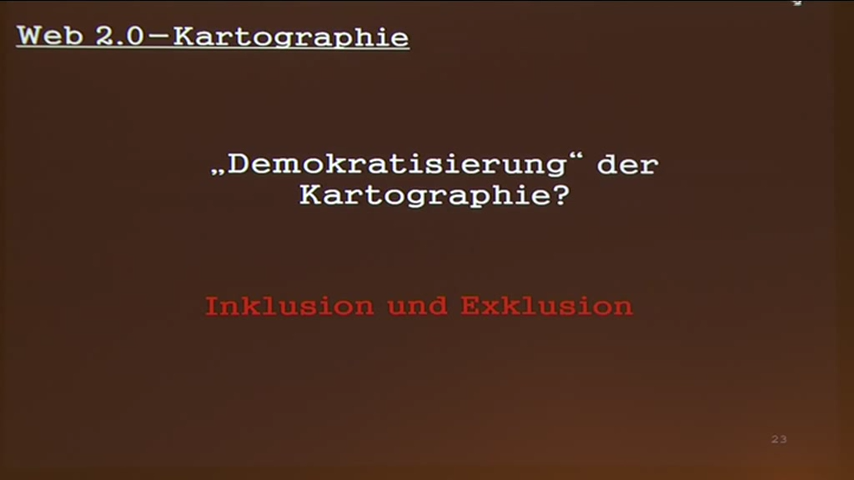 Web 2.0—Kartographie
„Demokratisierung“ der
Kartographie?
Inklusion und Exklusion
23